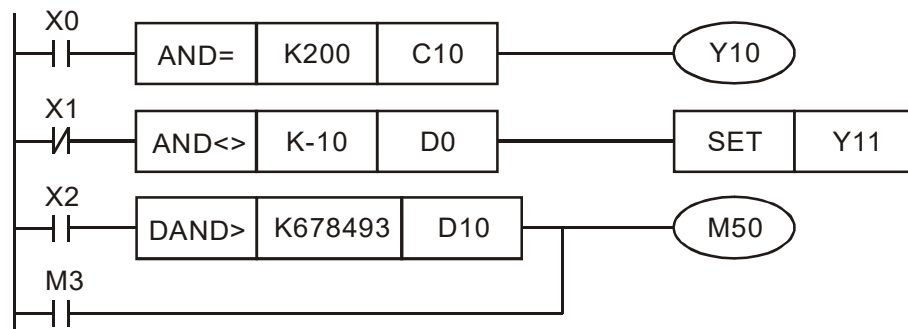 X0
AND= K200 C10 Y10
X1
AND<> K-10 D0 SET Y11
X2
DAND> K678493 D10 M50
M3